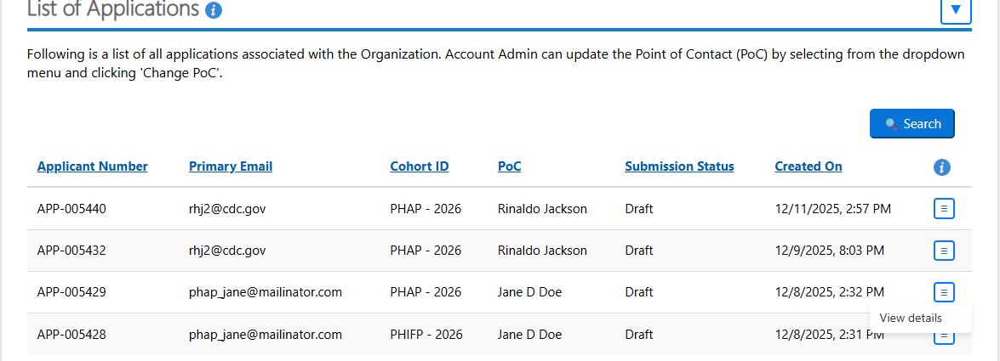 List of Applications
Following is a list of all applications associated with the Organization. Account Admin can update the Point of Contact (PoC) by selecting from the dropdown
menu and clicking 'Change PoC'.
Search
Applicant Number Primary Email Cohort ID PoC Submission Status Created On
APP-005440 rhj2@cdc.gov PHAP - 2026 Rinaldo Jackson Draft 12/11/2025, 2:57 PM
APP-005432 rhj2@cdc.gov PHAP - 2026 Rinaldo Jackson Draft 12/9/2025, 8:03 PM
APP-005429 phap_jane@mailinator.com PHAP - 2026 Jane D Doe Draft 12/8/2025, 2:32 PM
View details
APP-005428 phap_jane@mailinator.com PHIFP - 2026 Jane D Doe Draft 12/8/2025, 2:31 PM